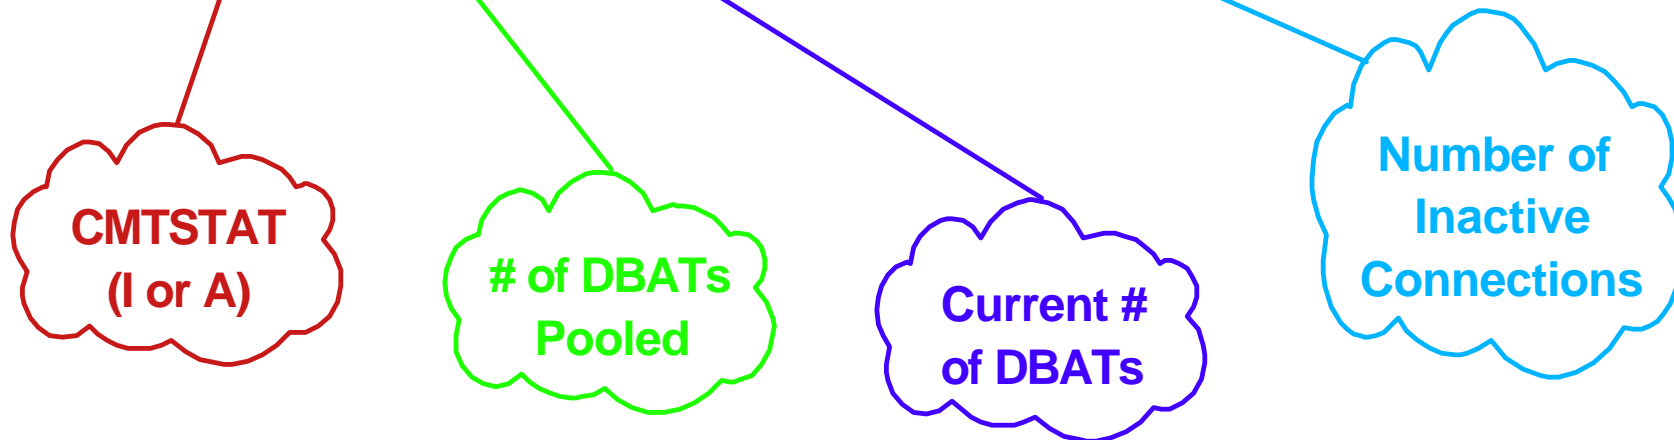 CMTSTAT
(I or A)
# of DBATs
Pooled
Current #
of DBATs
Number of
Inactive
Connections